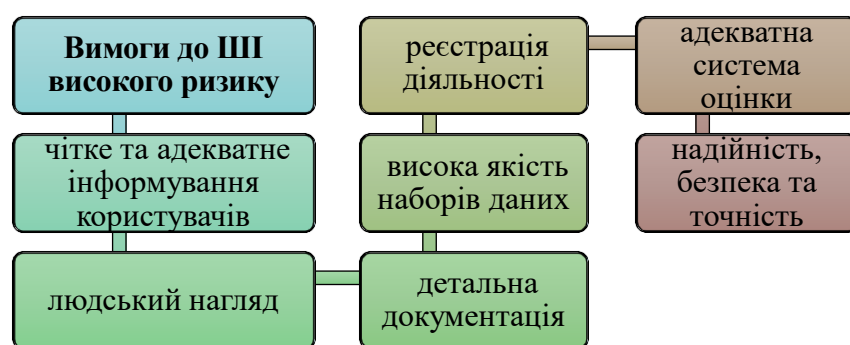 Вимоги до ШІ
високого ризику
чітке та адекватне
інформування
користувачів
людський нагляд
детальна
документація
висока якість
наборів даних
реєстрація
діяльності
адекватна
система
оцінки
надійність,
безпека та
точність